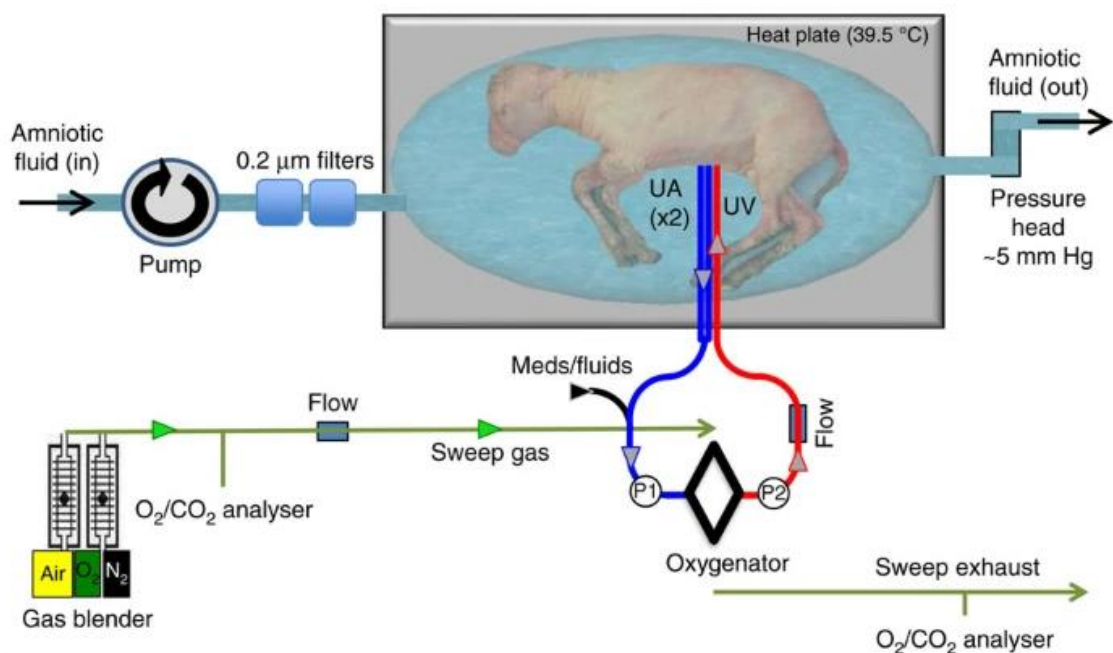 Heat plate (39.5 °C)
Amniotic
fluid (out)
Amniotic
fluid (in)
0.2 μm filters
Pump
UA
(x2)
UV
Pressure
head
~5 mm Hg
Meds/fluids
Flow
Sweep gas
Flow
O₂/CO₂ analyser
P1
P2
Oxygenator
Air
O₂
N₂
Gas blender
Sweep exhaust
O₂/CO₂ analyser